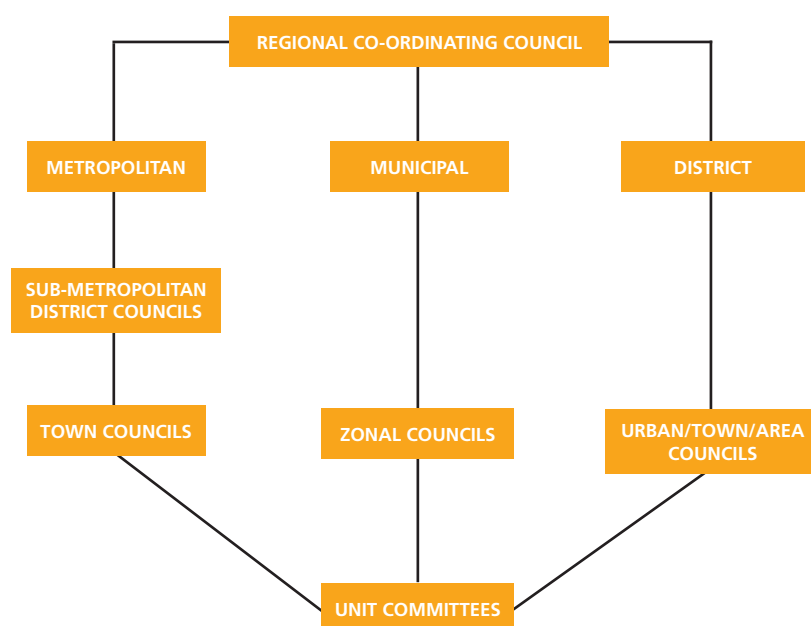 REGIONAL CO-ORDINATING COUNCIL
METROPOLITAN
MUNICIPAL
DISTRICT
SUB-METROPOLITAN
DISTRICT COUNCILS
TOWN COUNCILS
ZONAL COUNCILS
URBAN/TOWN/AREA
COUNCILS
UNIT COMMITTEES